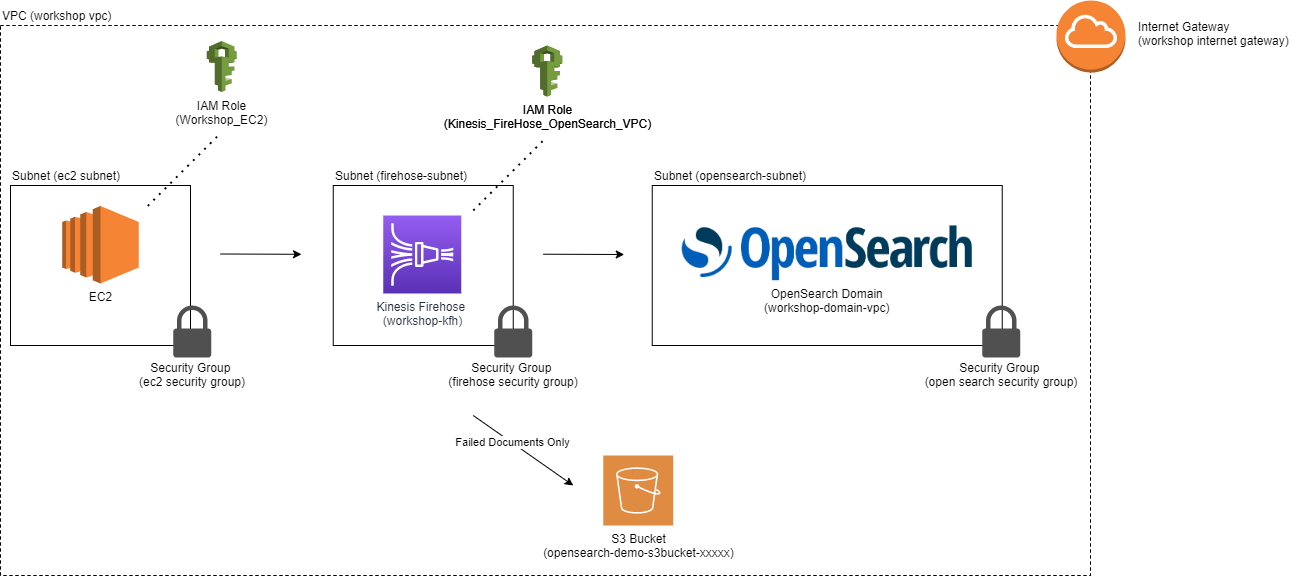 VPC (workshop vpc)
Internet Gateway
(workshop internet gateway)
IAM Role
(Workshop_EC2)
IAM Role
(Kinesis_FireHose_OpenSearch_VPC)
Subnet (ec2 subnet)
Subnet (firehose-subnet)
Subnet (opensearch-subnet)
EC2
Kinesis Firehose
(workshop-kfh)
OpenSearch
OpenSearch Domain
(workshop-domain-vpc)
Security Group
(ec2 security group)
Security Group
(firehose security group)
Security Group
(open search security group)
Failed Documents Only
S3 Bucket
(opensearch-demo-s3bucket-xxxxx)